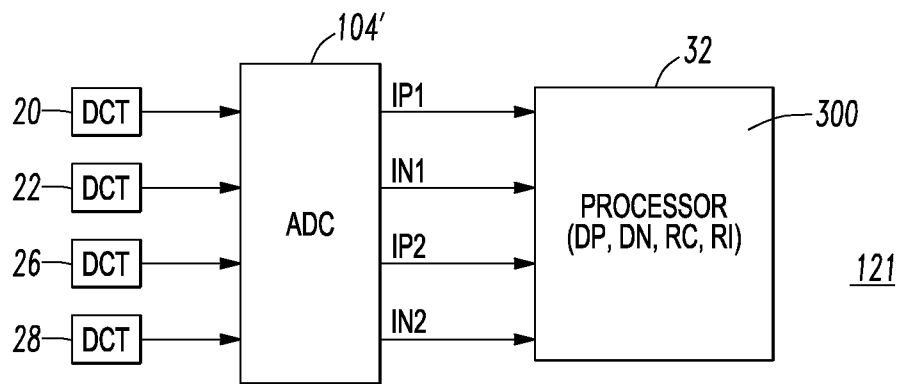 104'
32
20 DCT
IP1
300
22 DCT
IN1
ADC
PROCESSOR
(DP, DN, RC, RI)
26 DCT
IP2
121
28 DCT
IN2